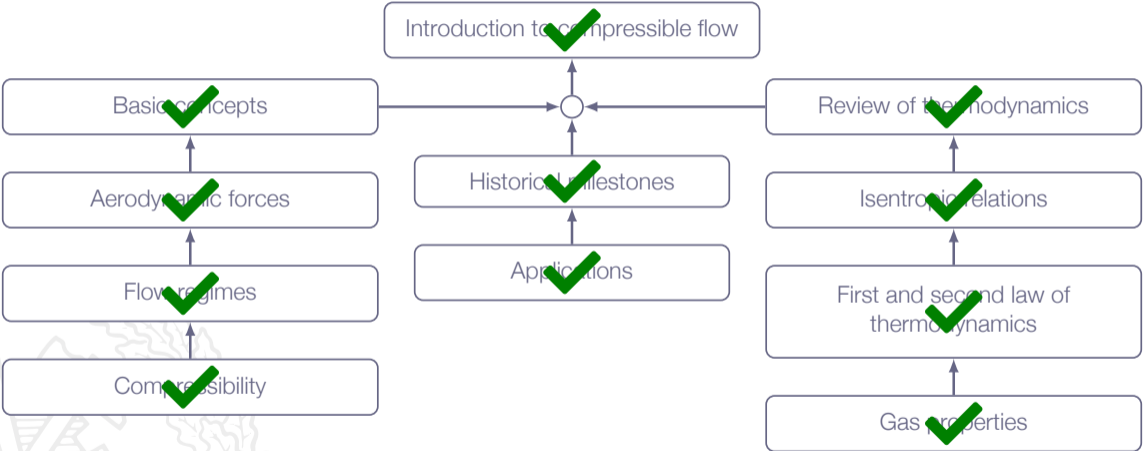 Introduction to compressible flow
Basic concepts
Review of thermodynamics
Historical milestones
Aerodynamic forces
Isentropic relations
Applications
Flow regimes
First and second law of
thermodynamics
Compressibility
Gas properties